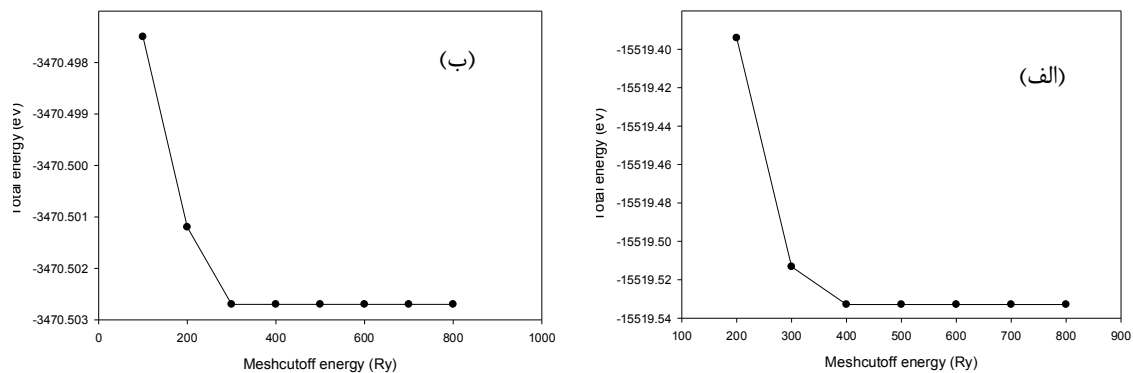 (ب)
-3470.498
-3470.499
-3470.500
-3470.501
-3470.502
-3470.503
Total energy (eV)
0 200 400 600 800 1000
Meshcutoff energy (Ry)
(الف)
-15519.40
-15519.42
-15519.44
-15519.46
-15519.48
-15519.50
-15519.52
-15519.54
Total energy (eV)
100 200 300 400 500 600 700 800 900
Meshcutoff energy (Ry)